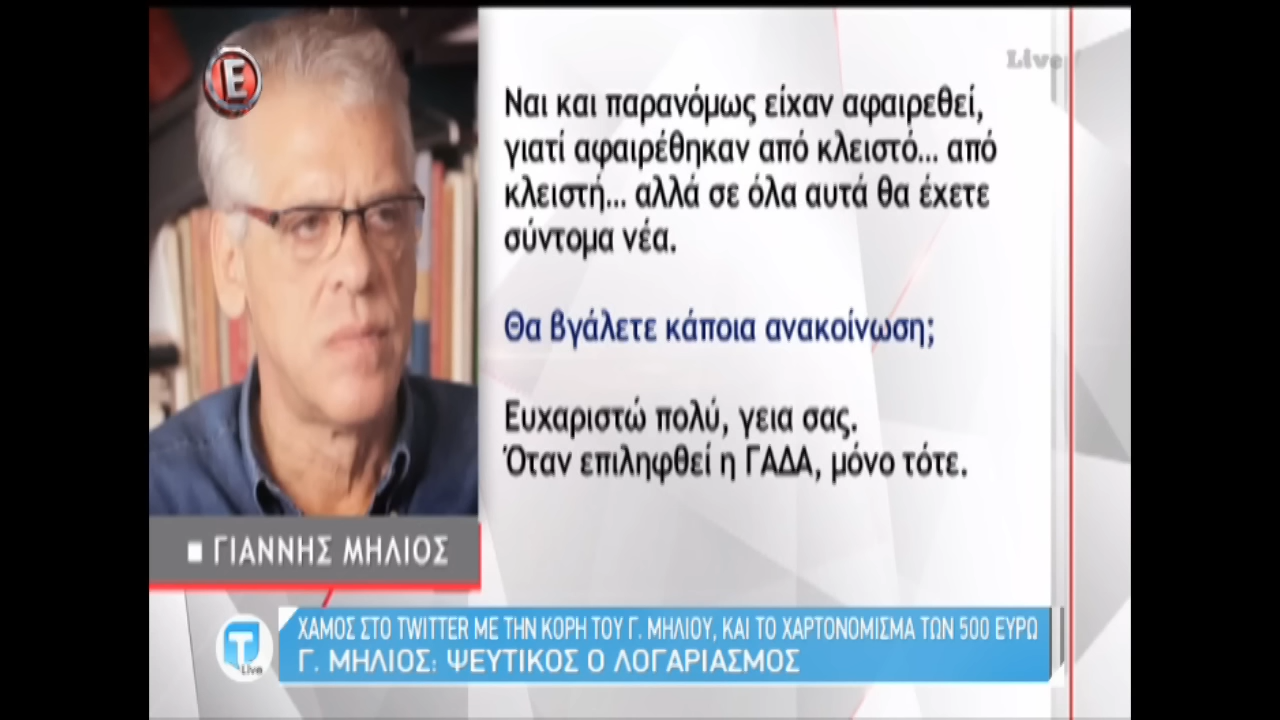 E
Live
Ναι και παρανόμως είχαν αφαιρεθεί,
γιατί αφαιρέθηκαν από κλειστό... από
κλειστή... αλλά σε όλα αυτά θα έχετε
σύντομα νέα.
Θα βγάλετε κάποια ανακοίνωση;
Ευχαριστώ πολύ, γεια σας.
Όταν επιληφθεί η ΓΑΔΑ, μόνο τότε.
ΓΙΑΝΝΗΣ ΜΗΛΙΟΣ
T Live
ΧΑΜΟΣ ΣΤΟ TWITTER ΜΕ ΤΗΝ ΚΟΡΗ ΤΟΥ Γ. ΜΗΛΙΟΥ, ΚΑΙ ΤΟ ΧΑΡΤΟΝΟΜΙΣΜΑ ΤΩΝ 500 ΕΥΡΩ
Γ. ΜΗΛΙΟΣ: ΨΕΥΤΙΚΟΣ Ο ΛΟΓΑΡΙΑΣΜΟΣ